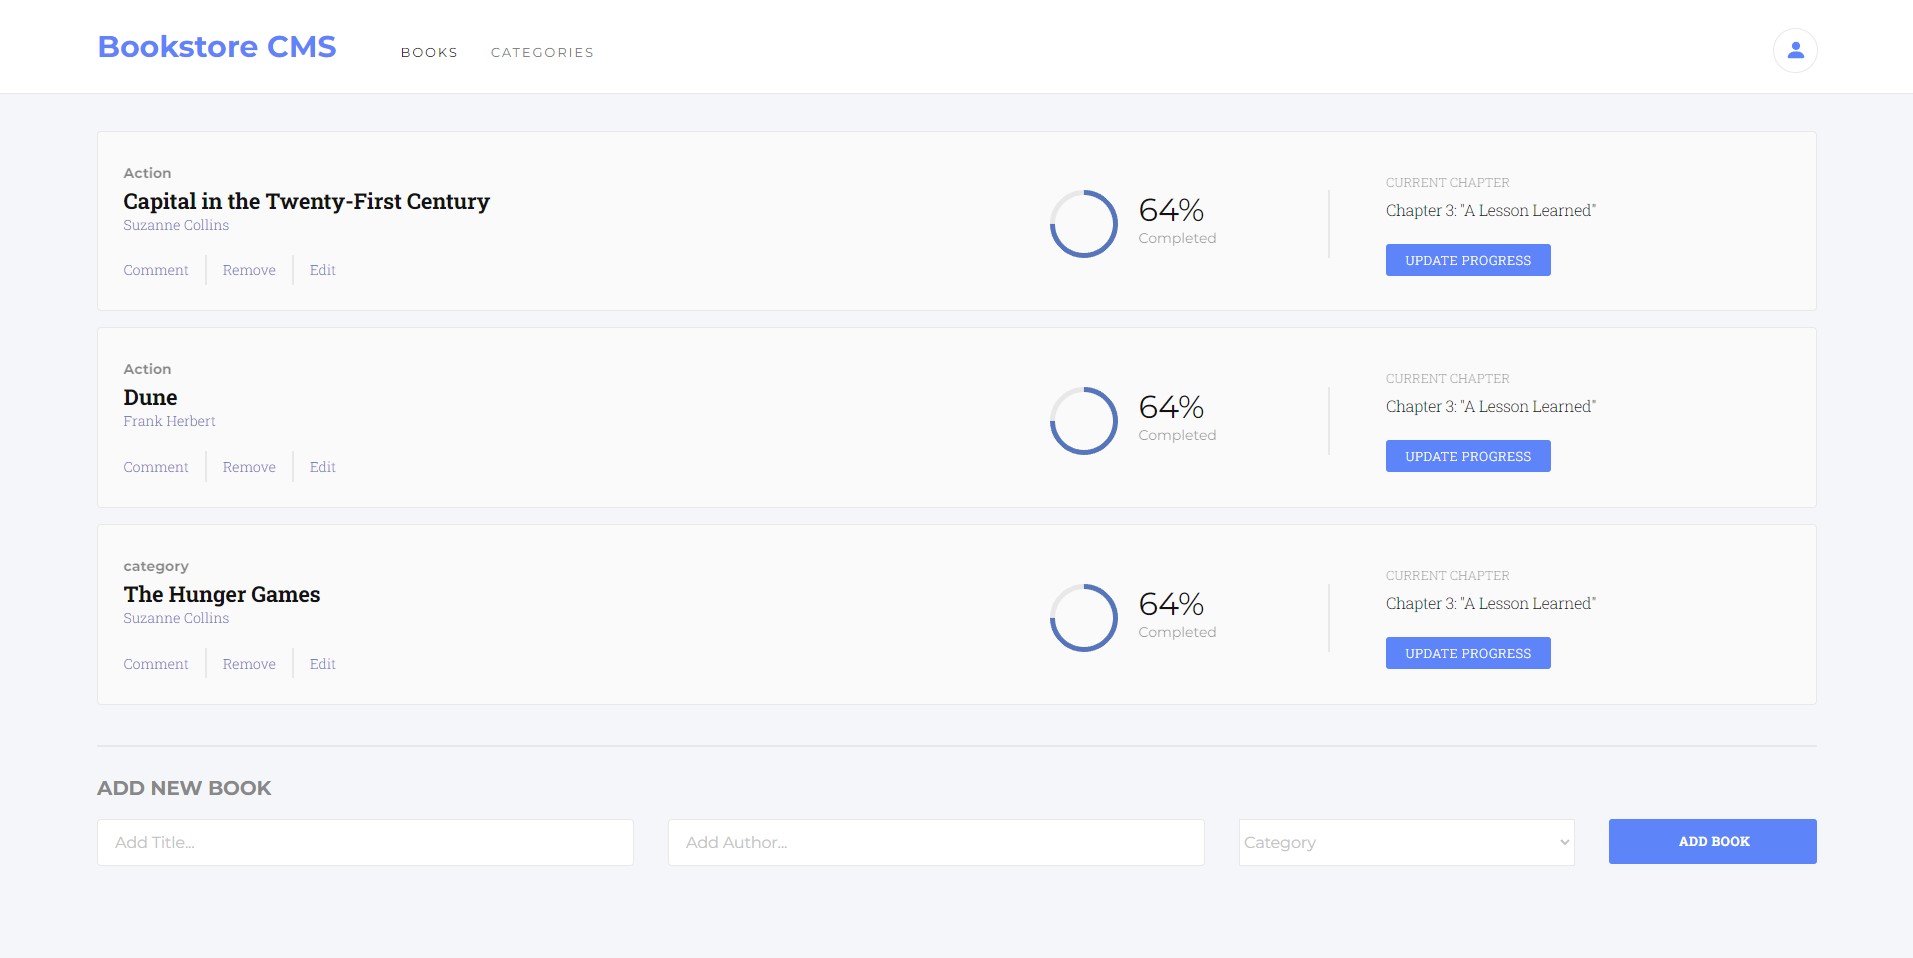 Bookstore CMS
BOOKS
CATEGORIES
Action
Capital in the Twenty-First Century
Suzanne Collins
Comment
Remove
Edit
64%
Completed
CURRENT CHAPTER
Chapter 3: "A Lesson Learned"
UPDATE PROGRESS
Action
Dune
Frank Herbert
Comment
Remove
Edit
64%
Completed
CURRENT CHAPTER
Chapter 3: "A Lesson Learned"
UPDATE PROGRESS
category
The Hunger Games
Suzanne Collins
Comment
Remove
Edit
64%
Completed
CURRENT CHAPTER
Chapter 3: "A Lesson Learned"
UPDATE PROGRESS
ADD NEW BOOK
Add Title...
Add Author...
Category
ADD BOOK